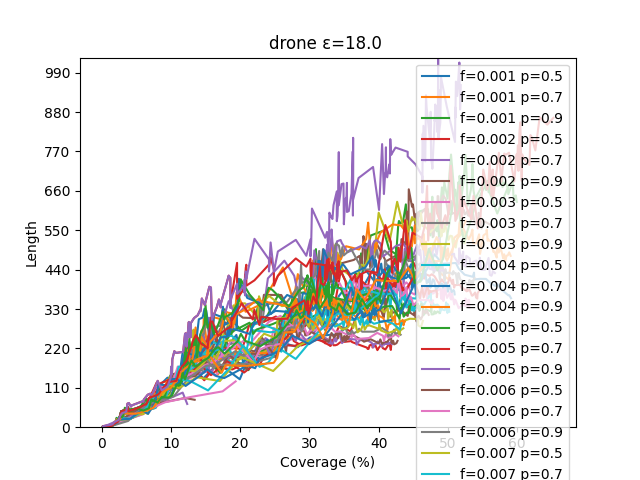 drone ε=18.0
Length
990
880
770
660
550
440
330
220
110
0
0 10 20 30 40 50 60
Coverage (%)
f=0.001 p=0.5
f=0.001 p=0.7
f=0.001 p=0.9
f=0.002 p=0.5
f=0.002 p=0.7
f=0.002 p=0.9
f=0.003 p=0.5
f=0.003 p=0.7
f=0.003 p=0.9
f=0.004 p=0.5
f=0.004 p=0.7
f=0.004 p=0.9
f=0.005 p=0.5
f=0.005 p=0.7
f=0.005 p=0.9
f=0.006 p=0.5
f=0.006 p=0.7
f=0.006 p=0.9
f=0.007 p=0.5
f=0.007 p=0.7